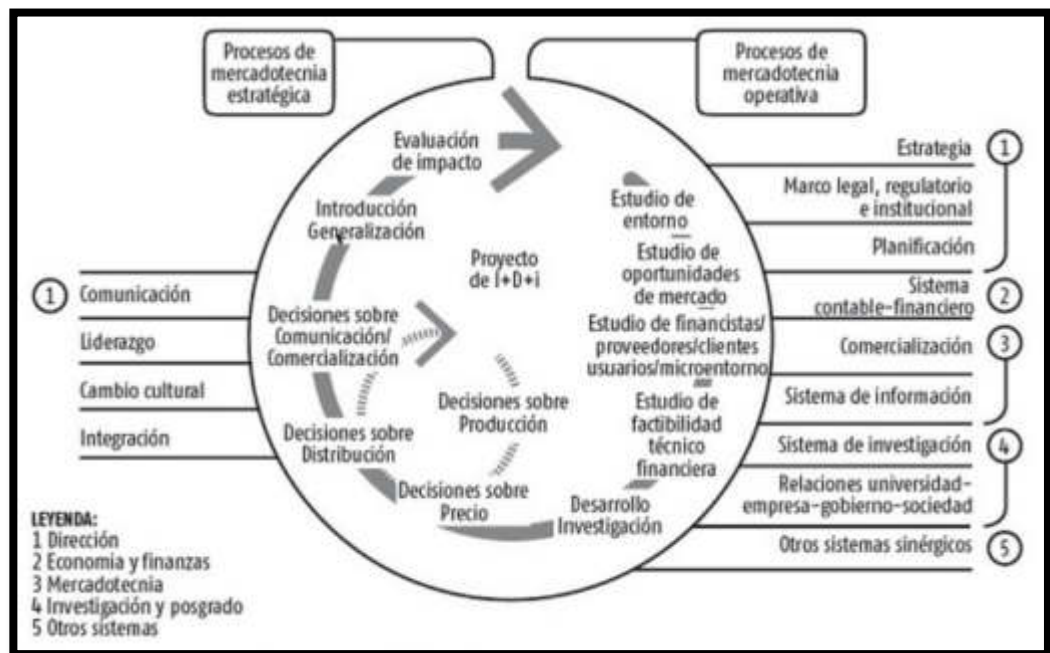 Procesos de
mercadotecnia
estratégica
Procesos de
mercadotecnia
operativa
Evaluación
de impacto
Introducción
Generalización
Decisiones sobre
Comunicación/
Comercialización
Decisiones sobre
Distribución
Decisiones sobre
Precio
Decisiones sobre
Producción
Proyecto
de I+D+i
Estudio de
entorno
Estudio de
oportunidades
de mercado
Estudio de financistas/
proveedores/clientes
usuarios/microentorno
Estudio de
factibilidad
técnico
financiera
Desarrollo
Investigación
1 Comunicación
Liderazgo
Cambio cultural
Integración
Estrategia 1
Marco legal, regulatorio
e institucional
Planificación
Sistema
contable-financiero 2
Comercialización 3
Sistema de información
Sistema de investigación 4
Relaciones universidad-
empresa-gobierno-sociedad
Otros sistemas sinérgicos 5
LEYENDA:
1 Dirección
2 Economia y finanzas
3 Mercadotecnia
4 Investigación y posgrado
5 Otros sistemas